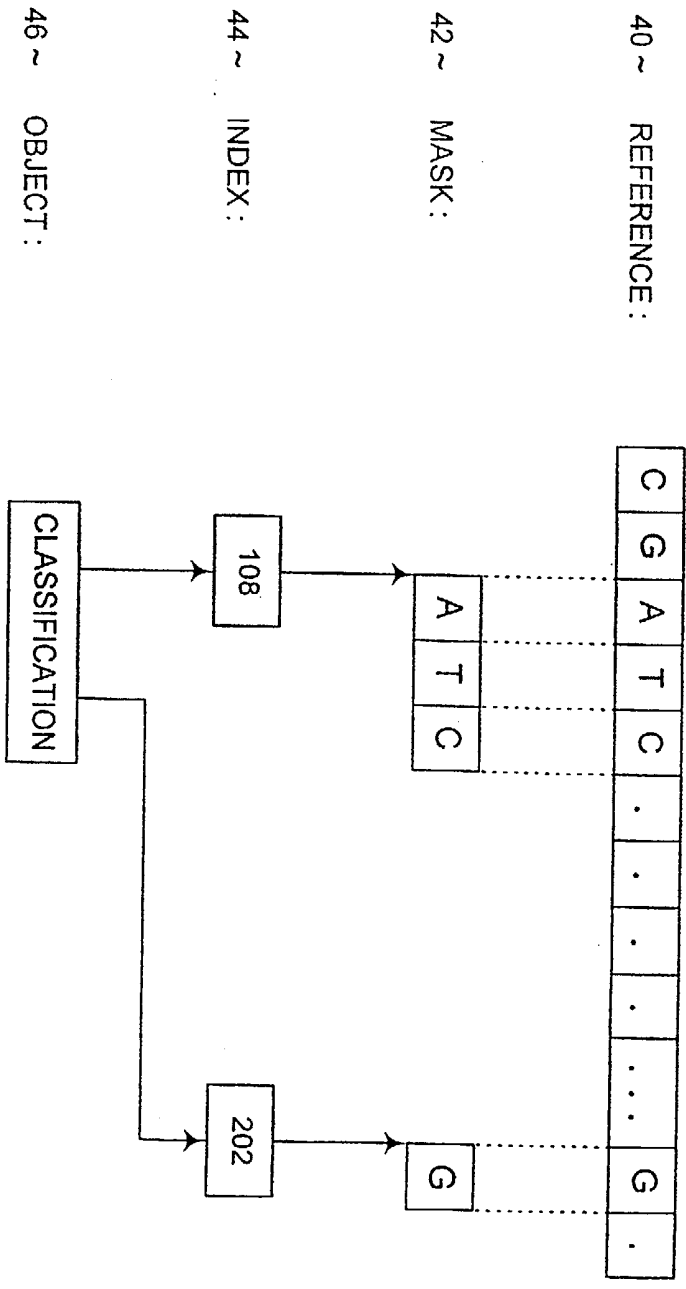 40 ~ REFERENCE : C G A T C . . . . ... G .
42 ~ MASK : A T C G
44 ~ INDEX : 108 202
46 ~ OBJECT : CLASSIFICATION